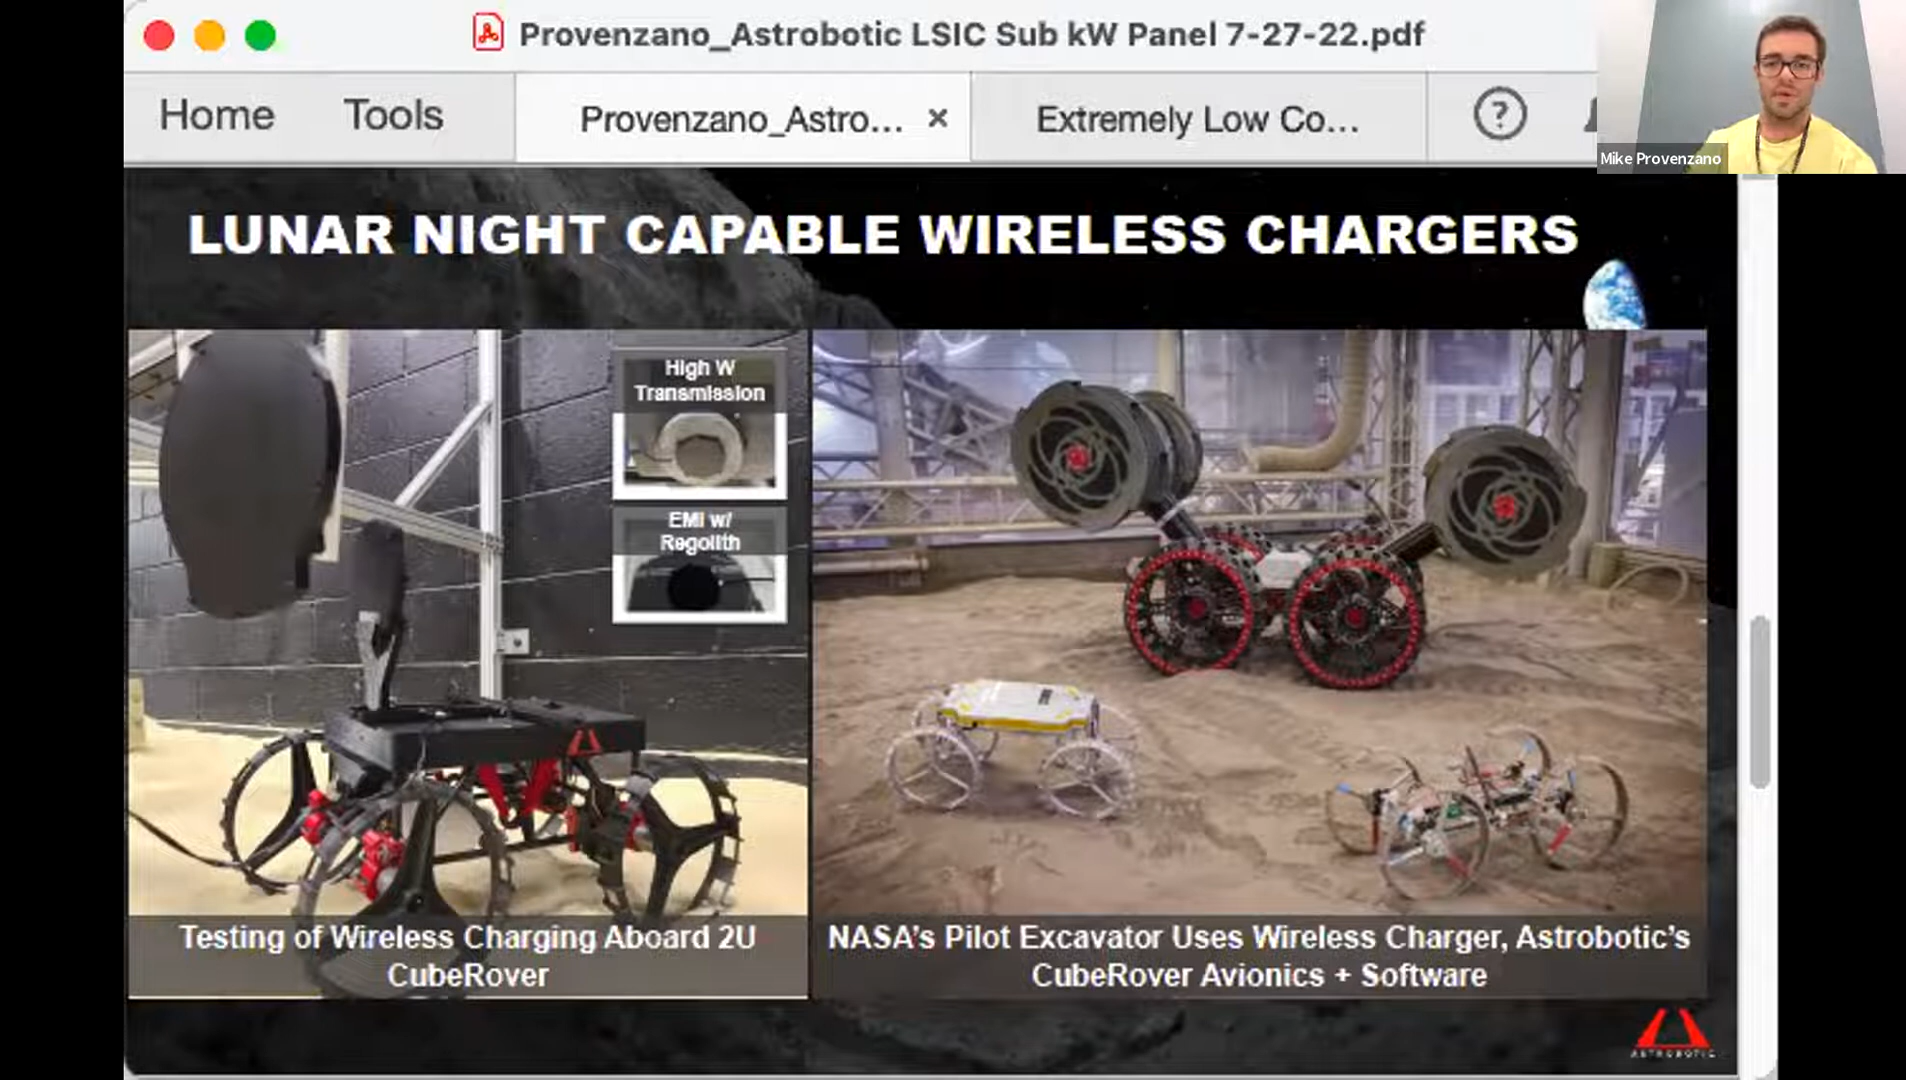 Provenzano_Astrobotic LSIC Sub kW Panel 7-27-22.pdf
Home Tools Provenzano_Astro... × Extremely Low Co... ?
Mike Provenzano
LUNAR NIGHT CAPABLE WIRELESS CHARGERS
High W
Transmission
EMI w/
Regolith
Testing of Wireless Charging Aboard 2U
CubeRover
NASA's Pilot Excavator Uses Wireless Charger, Astrobotic's
CubeRover Avionics + Software
ASTROBOTIC